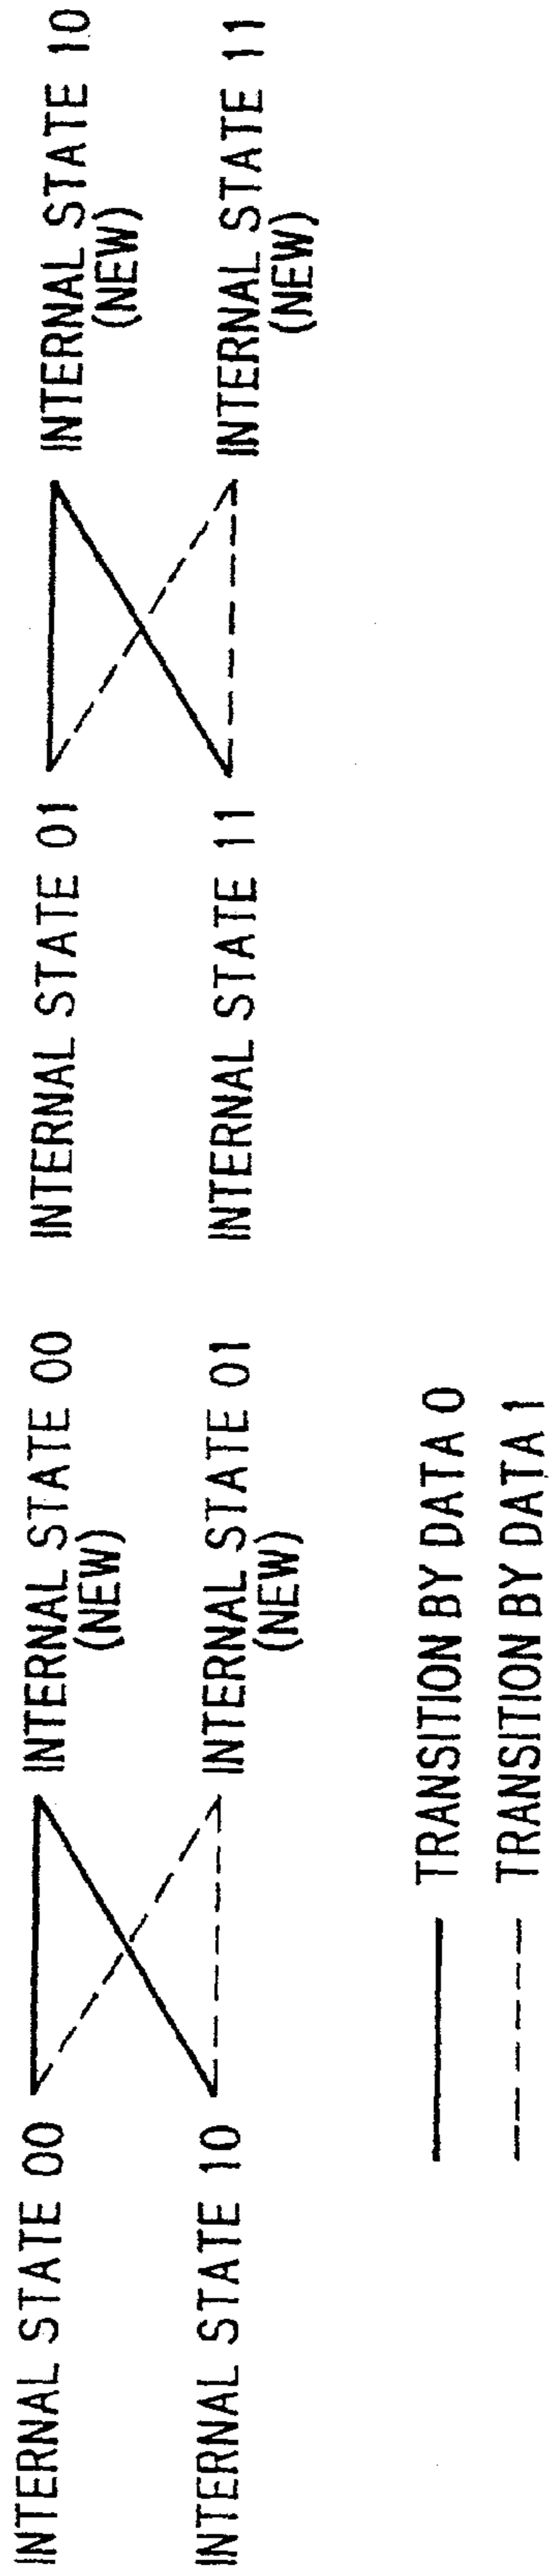 INTERNAL STATE 00
INTERNAL STATE 00
(NEW)
INTERNAL STATE 10
INTERNAL STATE 01
(NEW)
INTERNAL STATE 01
INTERNAL STATE 10
(NEW)
INTERNAL STATE 11
INTERNAL STATE 11
(NEW)
TRANSITION BY DATA 0
TRANSITION BY DATA 1